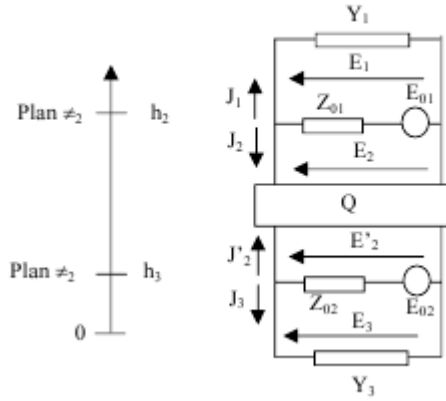 Y₁
E₁
J₁
Z₀₁
E₀₁
Plan ≠₂ h₂
J₂
E₂
Q
J'₂
E'₂
Plan ≠₂ h₃
J₃
Z₀₂
E₀₂
E₃
0
Y₃